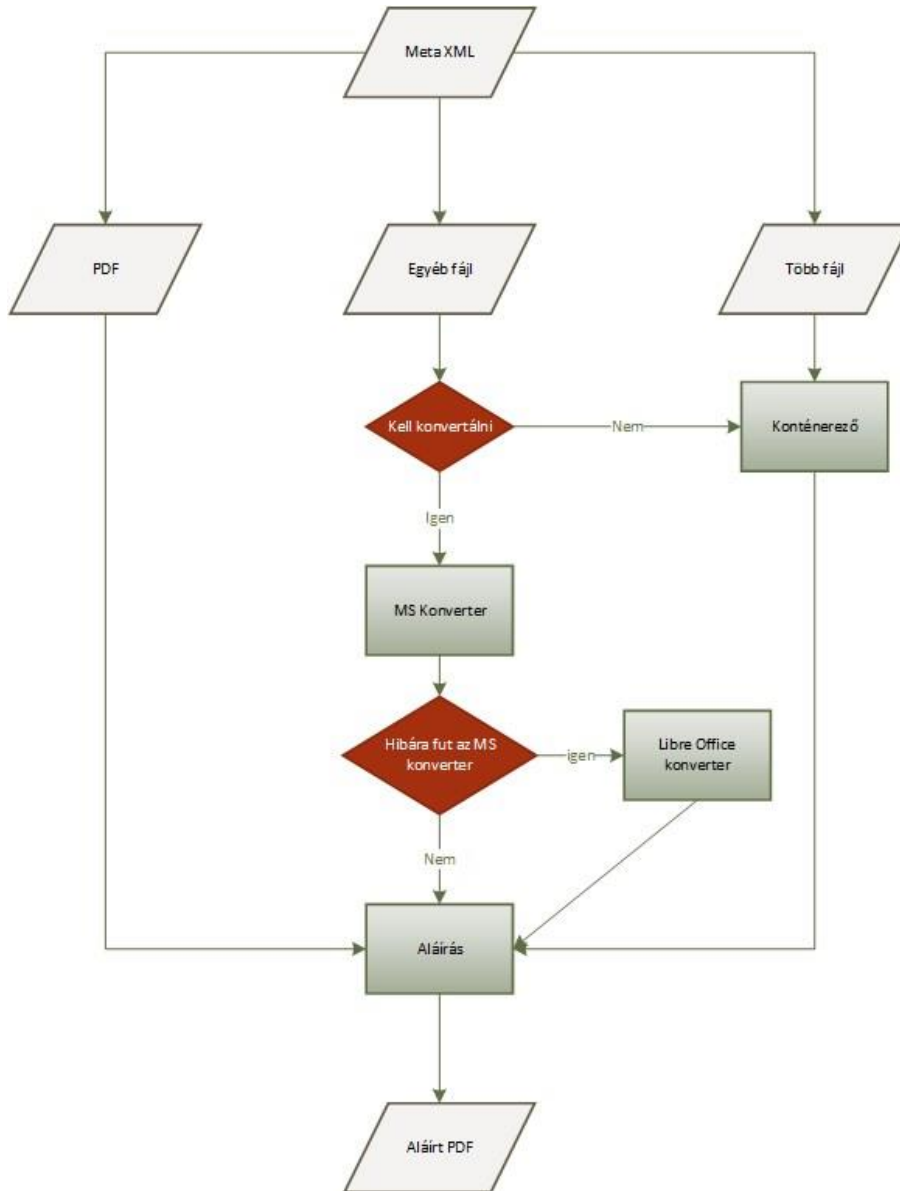 Meta XML
PDF
Egyéb fájl
Több fájl
Kell konvertálni
Nem
Konténerező
Igen
MS Konverter
Hibára fut az MS
konverter
igen
Libre Office
konverter
Nem
Aláírás
Aláírt PDF